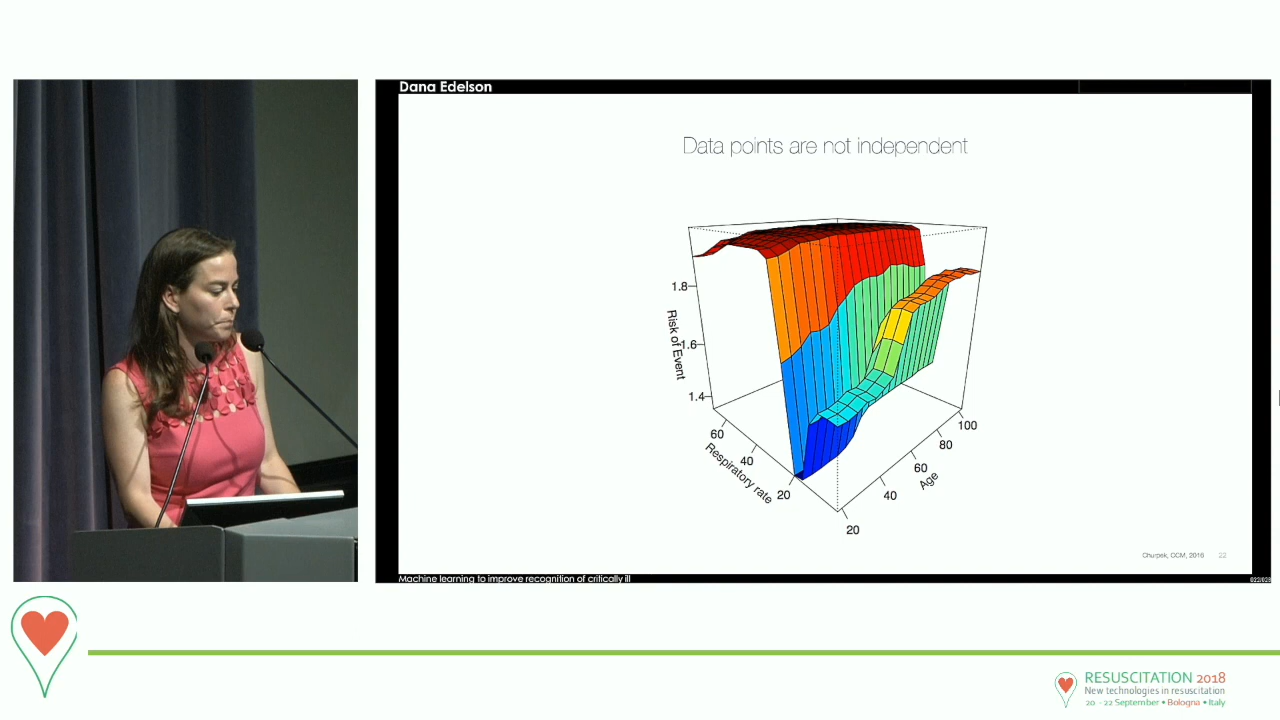 Dana Edelson
Data points are not independent
1.8
1.6
1.4
Risk of Event
60
40
20
Respiratory rate
100
80
60
40
20
Age
Churpek, CCM, 2016
22
Machine learning to improve recognition of critically ill
RESUSCITATION 2018
New technologies in resuscitation
20 - 22 September • Bologna • Italy